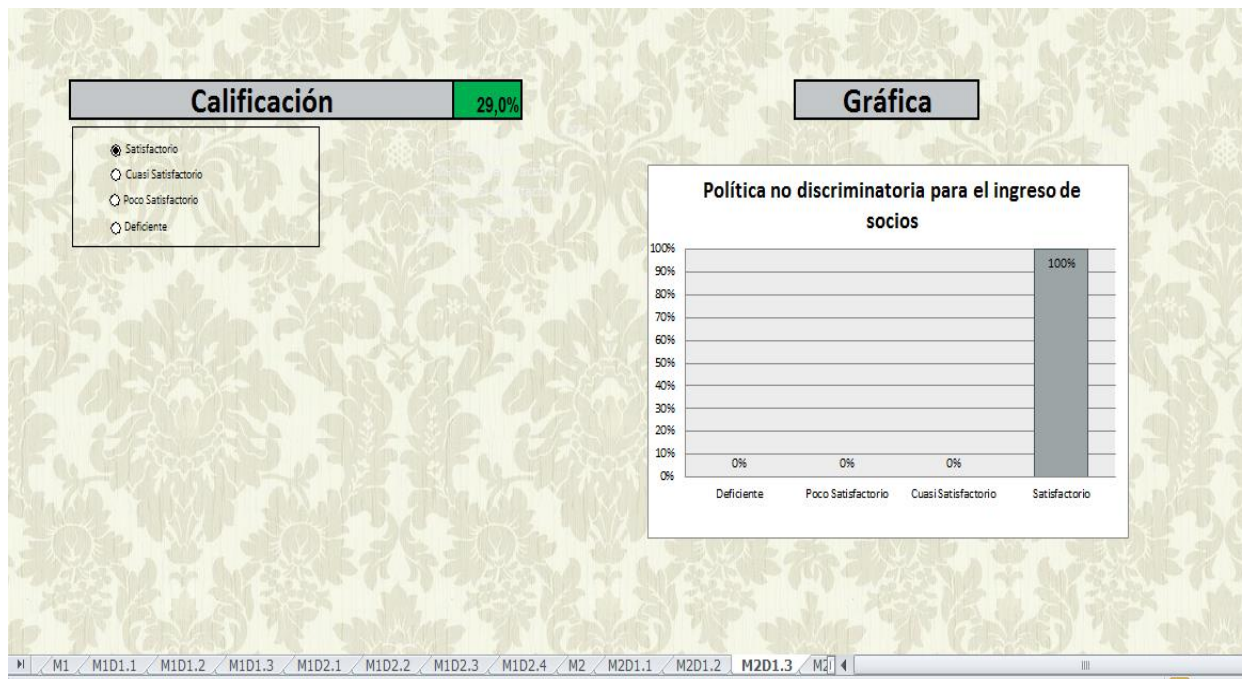 Calificación 29,0%
Satisfactorio
Cuasi Satisfactorio
Poco Satisfactorio
Deficiente
Gráfica
Política no discriminatoria para el ingreso de
socios
100%
90%
80%
70%
60%
50%
40%
30%
20%
10%
0%
0% 0% 0% 100%
Deficiente Poco Satisfactorio Cuasi Satisfactorio Satisfactorio
M1 M1D1.1 M1D1.2 M1D1.3 M1D2.1 M1D2.2 M1D2.3 M1D2.4 M2 M2D1.1 M2D1.2 M2D1.3